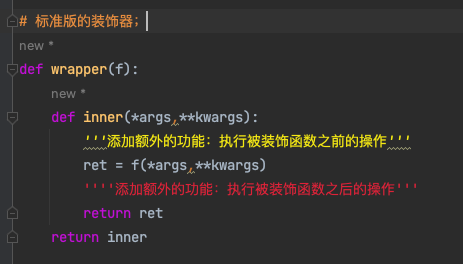 # 标准版的装饰器；
new *
def wrapper(f):
new *
def inner(*args,**kwargs):
'''添加额外的功能：执行被装饰函数之前的操作'''
ret = f(*args,**kwargs)
''''添加额外的功能：执行被装饰函数之后的操作'''
return ret
return inner